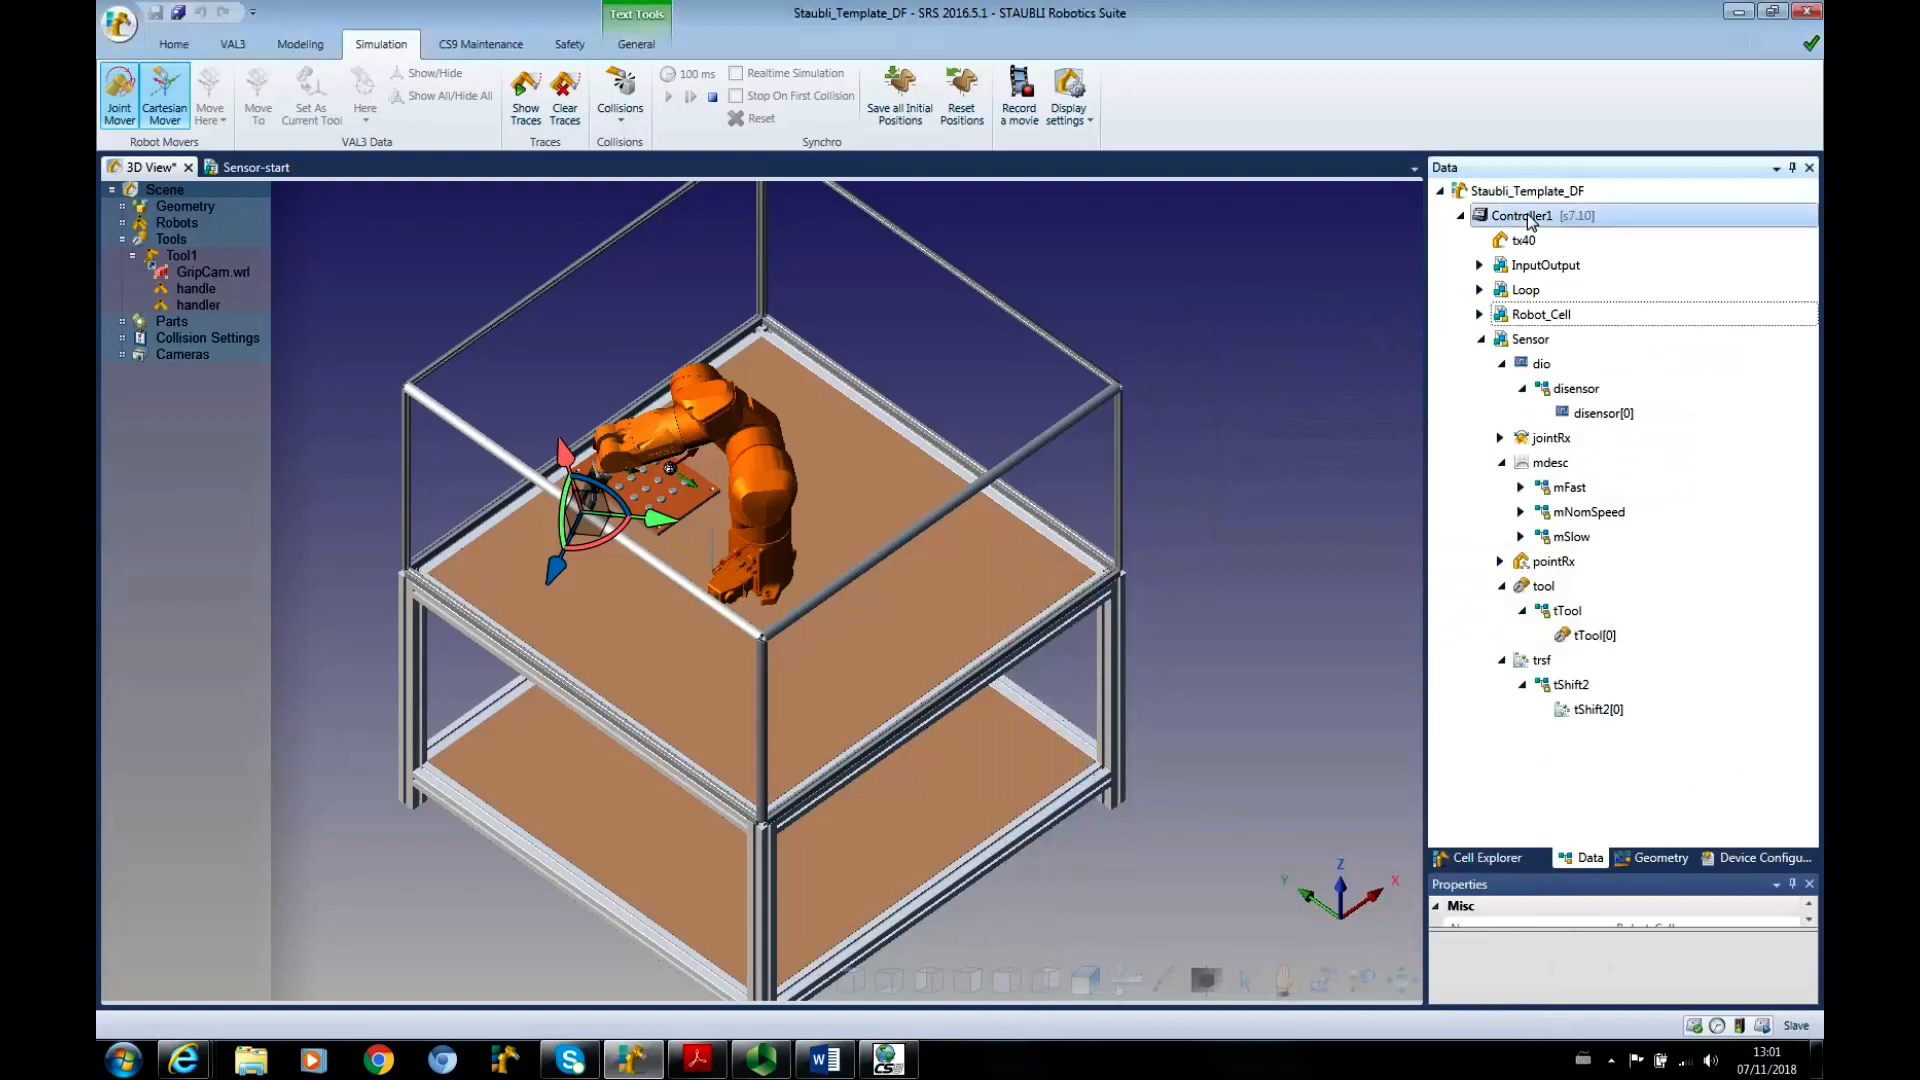 Text Tools
Staubli_Template_DF - SRS 2016.5.1 - STAUBLI Robotics Suite
Home VAL3 Modeling Simulation CS9 Maintenance Safety General
Joint Mover
Cartesian Mover
Move Here
Robot Movers
Move To
Set As Current Tool
Here
Show/Hide
Show All/Hide All
VAL3 Data
Show Traces
Clear Traces
Traces
Collisions
Collisions
100 ms
Realtime Simulation
Stop On First Collision
Reset
Save all Initial Positions
Reset Positions
Synchro
Record a movie
Display settings
3D View*
Sensor-start
Scene
Geometry
Robots
Tools
Tool1
GripCam.wrl
handle
handler
Parts
Collision Settings
Cameras
Z
Y
X
Data
Staubli_Template_DF
Controller1 [s7.10]
tx40
InputOutput
Loop
Robot_Cell
Sensor
dio
disensor
disensor[0]
jointRx
mdesc
mFast
mNomSpeed
mSlow
pointRx
tool
tTool
tTool[0]
trsf
tShift2
tShift2[0]
Cell Explorer Data Geometry Device Configu...
Properties
Misc
Slave
13:01
07/11/2018